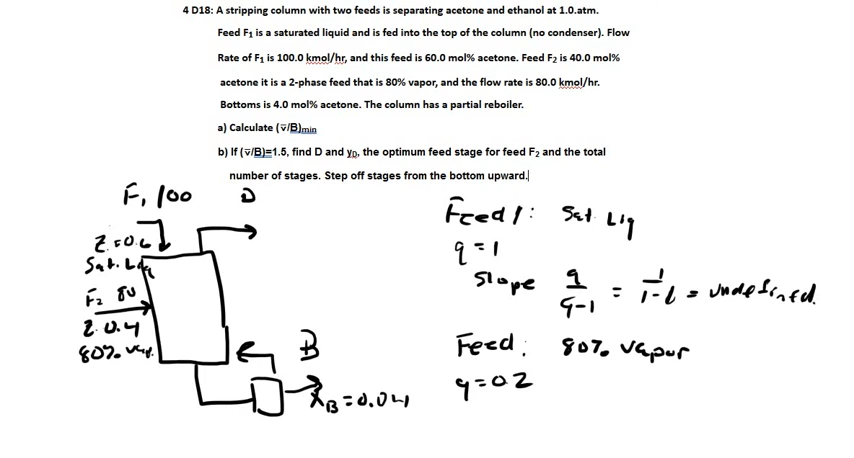 4 D18: A stripping column with two feeds is separating acetone and ethanol at 1.0.atm.
Feed F₁ is a saturated liquid and is fed into the top of the column (no condenser). Flow
Rate of F₁ is 100.0 kmol/hr, and this feed is 60.0 mol% acetone. Feed F₂ is 40.0 mol%
acetone it is a 2-phase feed that is 80% vapor, and the flow rate is 80.0 kmol/hr.
Bottoms is 4.0 mol% acetone. The column has a partial reboiler.
a) Calculate (v̅/B)min
b) If (v̅/B)=1.5, find D and yD, the optimum feed stage for feed F₂ and the total
number of stages. Step off stages from the bottom upward.
F, 100
D
Z=0.6
Sat. Liq
F₂ 80
Z. 0.4
80% vap.
B
XB=0.04
Feed 1: Sat Liq
q=1
Slope q/q-1 = 1/1-1 = undefined.
Feed: 80% vapor
q=0.2